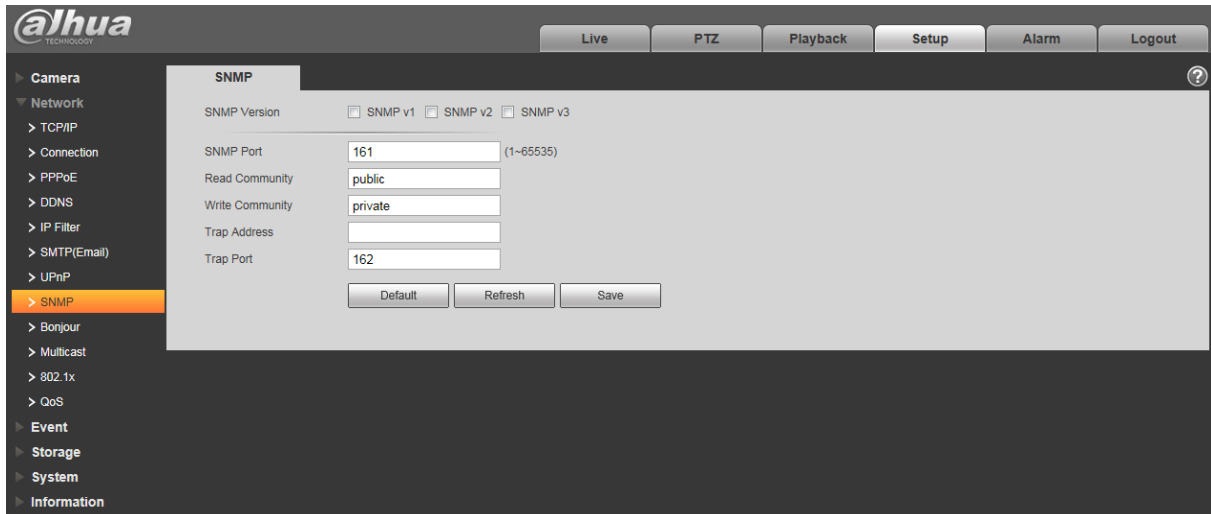 alhua
TECHNOLOGY
Live PTZ Playback Setup Alarm Logout
Camera
Network
> TCP/IP
> Connection
> PPPoE
> DDNS
> IP Filter
> SMTP(Email)
> UPnP
> SNMP
> Bonjour
> Multicast
> 802.1x
> QoS
Event
Storage
System
Information
SNMP
?
SNMP Version SNMP v1 SNMP v2 SNMP v3
SNMP Port 161 (1~65535)
Read Community public
Write Community private
Trap Address
Trap Port 162
Default Refresh Save